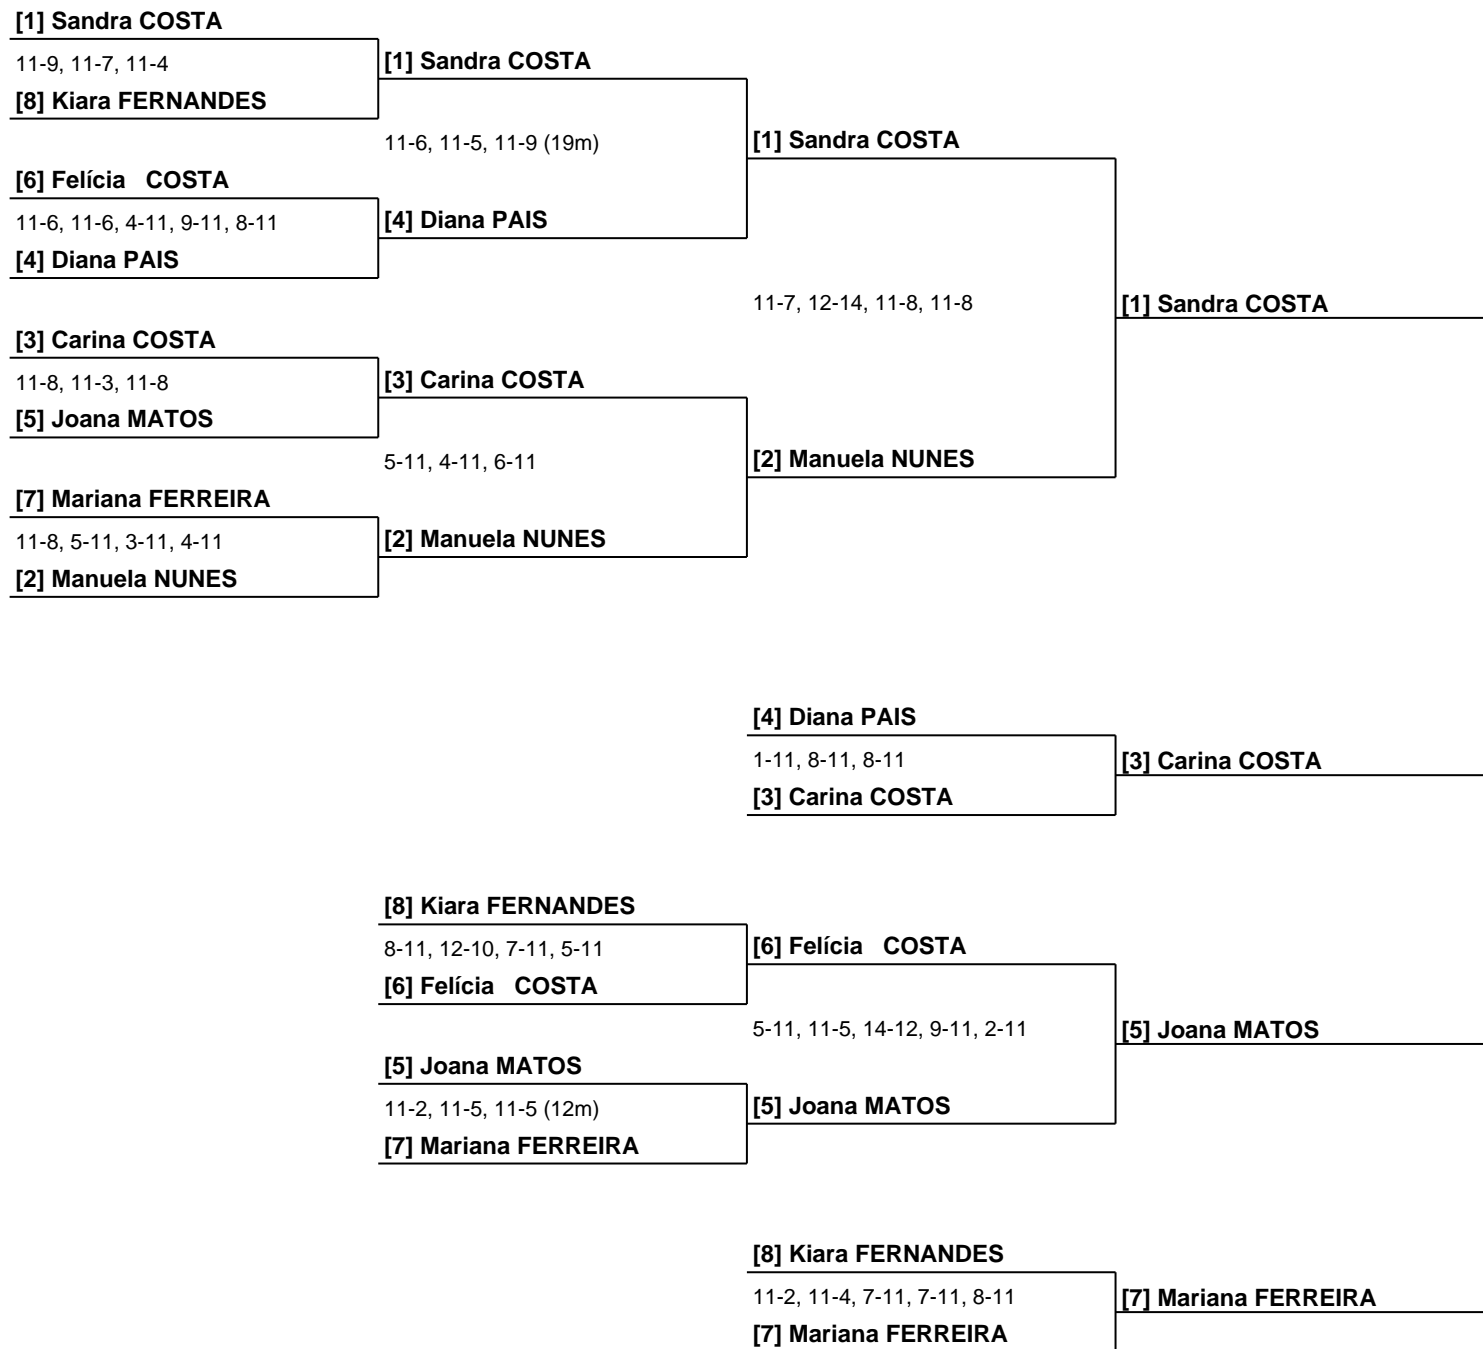 [1] Sandra COSTA
11-9, 11-7, 11-4
[8] Kiara FERNANDES
[1] Sandra COSTA
11-6, 11-5, 11-9 (19m)
[6] Felícia   COSTA
11-6, 11-6, 4-11, 9-11, 8-11
[4] Diana PAIS
[4] Diana PAIS
[1] Sandra COSTA
11-7, 12-14, 11-8, 11-8
[1] Sandra COSTA
[3] Carina COSTA
11-8, 11-3, 11-8
[5] Joana MATOS
[3] Carina COSTA
5-11, 4-11, 6-11
[2] Manuela NUNES
[7] Mariana FERREIRA
11-8, 5-11, 3-11, 4-11
[2] Manuela NUNES
[2] Manuela NUNES
[4] Diana PAIS
1-11, 8-11, 8-11
[3] Carina COSTA
[3] Carina COSTA
[8] Kiara FERNANDES
8-11, 12-10, 7-11, 5-11
[6] Felícia   COSTA
[6] Felícia   COSTA
5-11, 11-5, 14-12, 9-11, 2-11
[5] Joana MATOS
[5] Joana MATOS
11-2, 11-5, 11-5 (12m)
[7] Mariana FERREIRA
[5] Joana MATOS
[8] Kiara FERNANDES
11-2, 11-4, 7-11, 7-11, 8-11
[7] Mariana FERREIRA
[7] Mariana FERREIRA